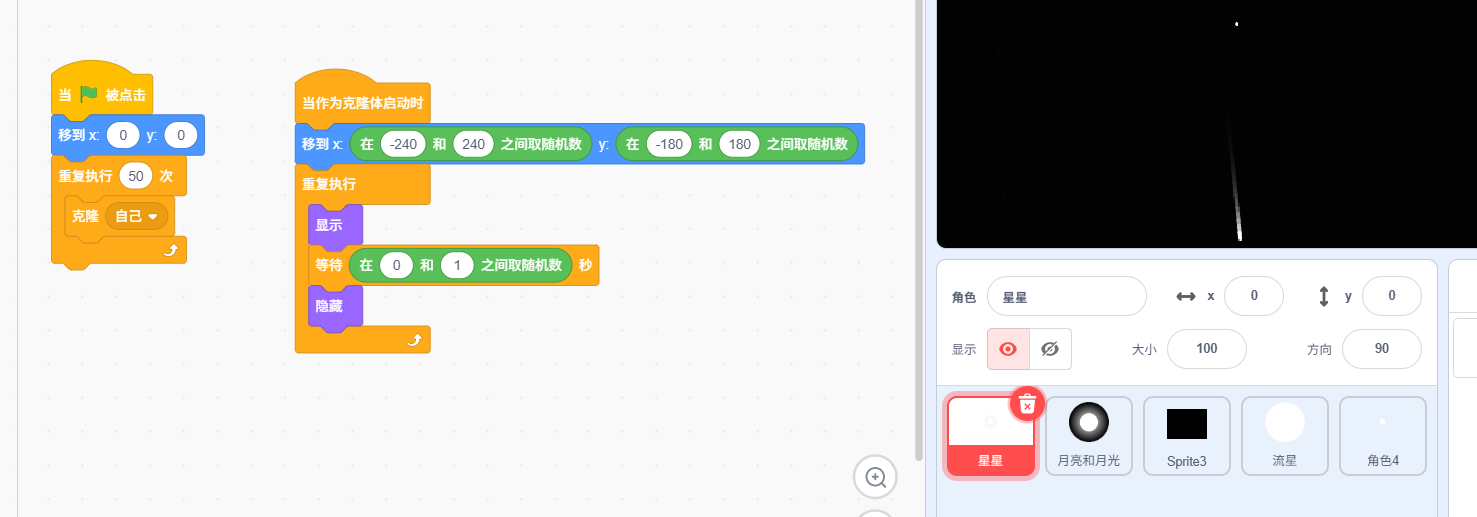 当 被点击
移到 x: 0 y: 0
重复执行 50 次
克隆 自己
当作为克隆体启动时
移到 x: 在 -240 和 240 之间取随机数 y: 在 -180 和 180 之间取随机数
重复执行
显示
等待 在 0 和 1 之间取随机数 秒
隐藏
角色 星星 x 0 y 0
显示 大小 100 方向 90
星星 月亮和月光 Sprite3 流星 角色4